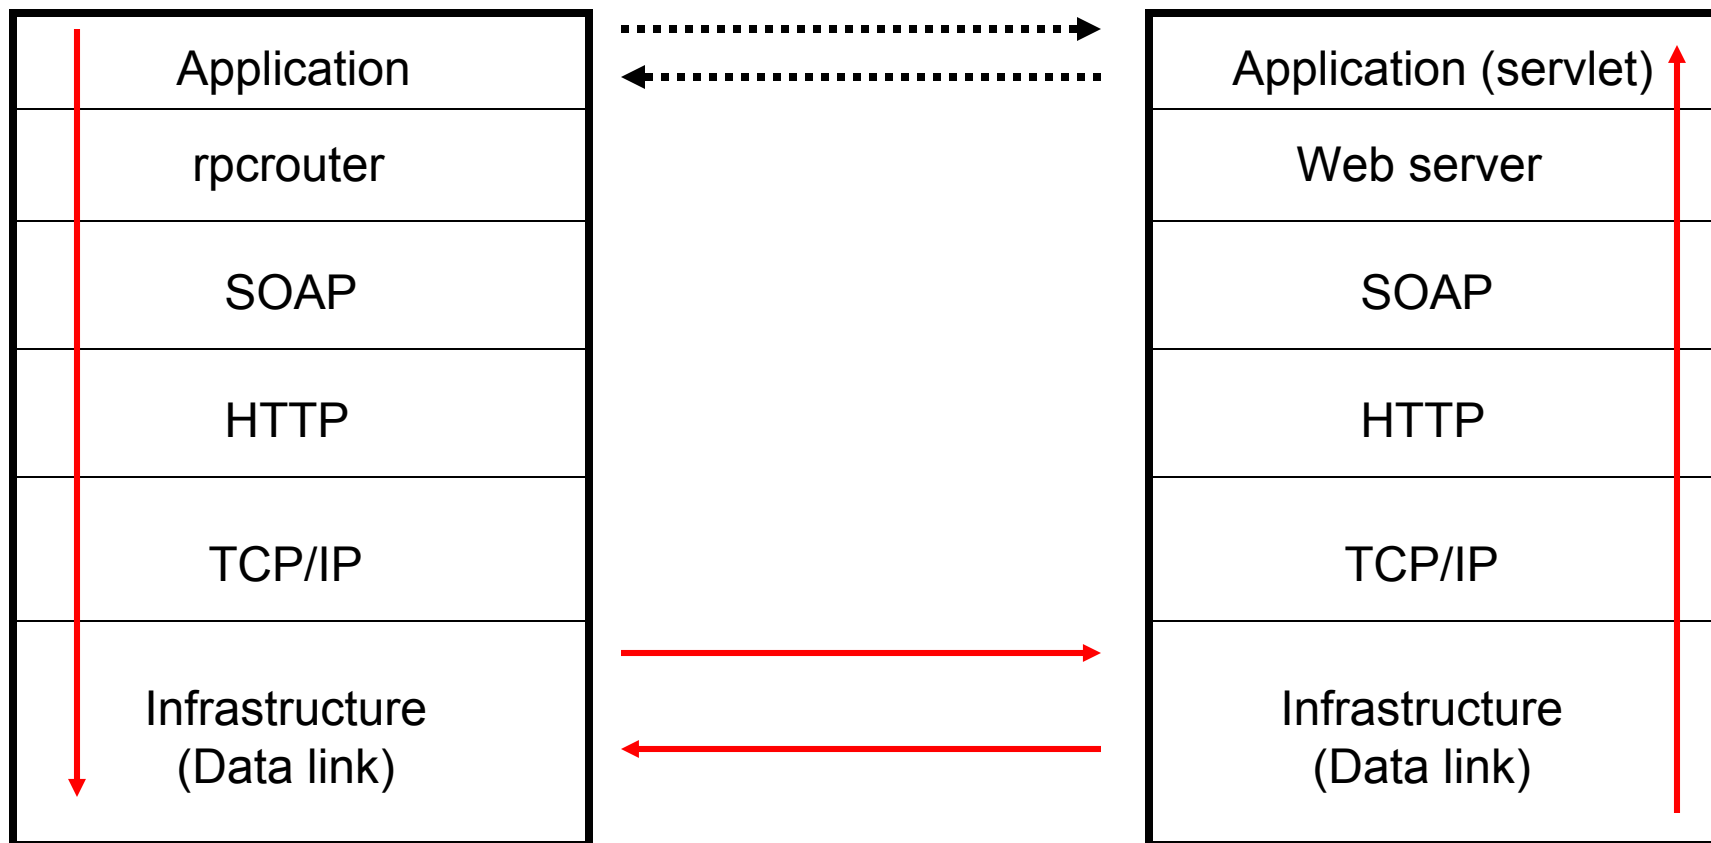 Application
rpcrouter
SOAP
HTTP
TCP/IP
Infrastructure
(Data link)
Application (servlet)
Web server
SOAP
HTTP
TCP/IP
Infrastructure
(Data link)